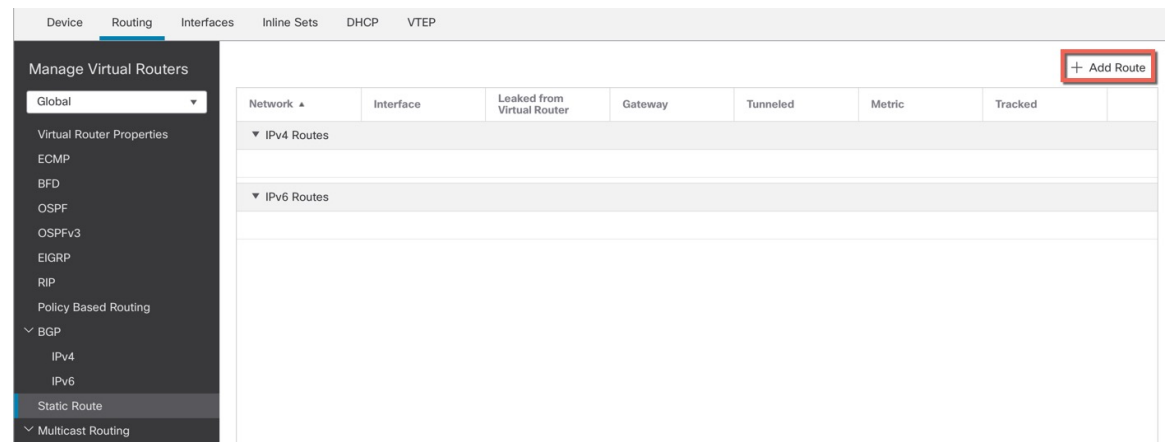 Device Routing Interfaces Inline Sets DHCP VTEP
Manage Virtual Routers
Global
Virtual Router Properties
ECMP
BFD
OSPF
OSPFv3
EIGRP
RIP
Policy Based Routing
BGP
IPv4
IPv6
Static Route
Multicast Routing
+ Add Route
Network Interface Leaked from Virtual Router Gateway Tunneled Metric Tracked
IPv4 Routes
IPv6 Routes